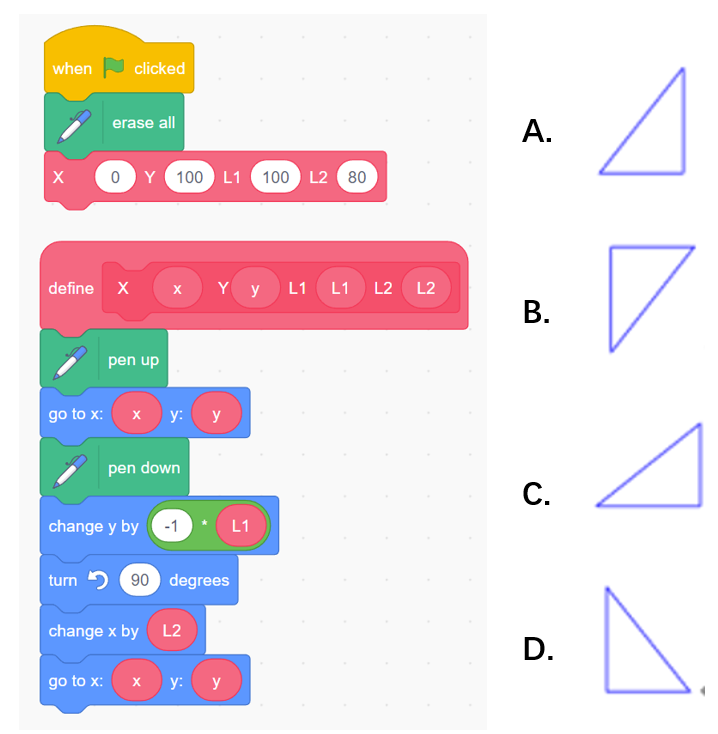 when clicked
erase all
X 0 Y 100 L1 100 L2 80
define X x Y y L1 L1 L2 L2
pen up
go to x: x y: y
pen down
change y by -1 * L1
turn 90 degrees
change x by L2
go to x: x y: y
A.
B.
C.
D.